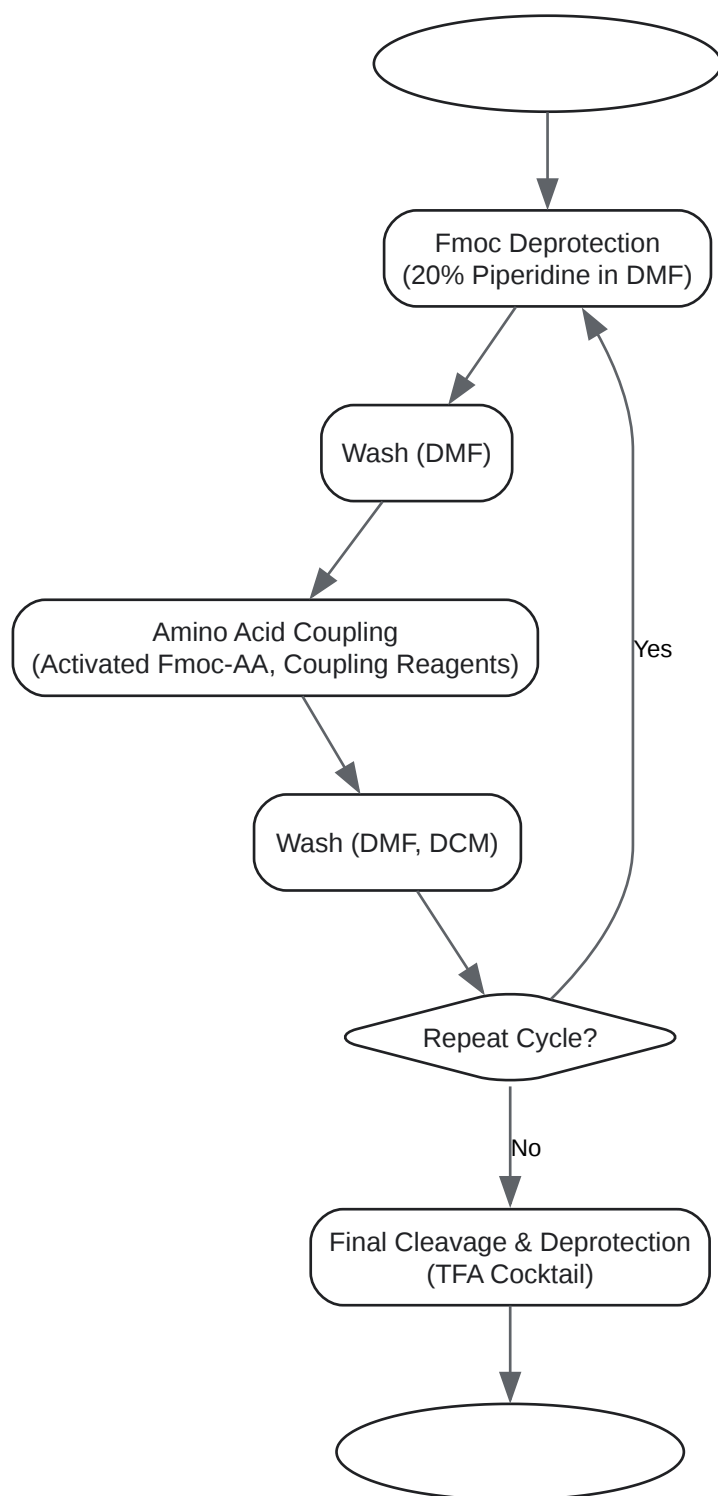 Fmoc Deprotection
(20% Piperidine in DMF)
Wash (DMF)
Amino Acid Coupling
(Activated Fmoc-AA, Coupling Reagents)
Yes
Wash (DMF, DCM)
Repeat Cycle?
No
Final Cleavage & Deprotection
(TFA Cocktail)